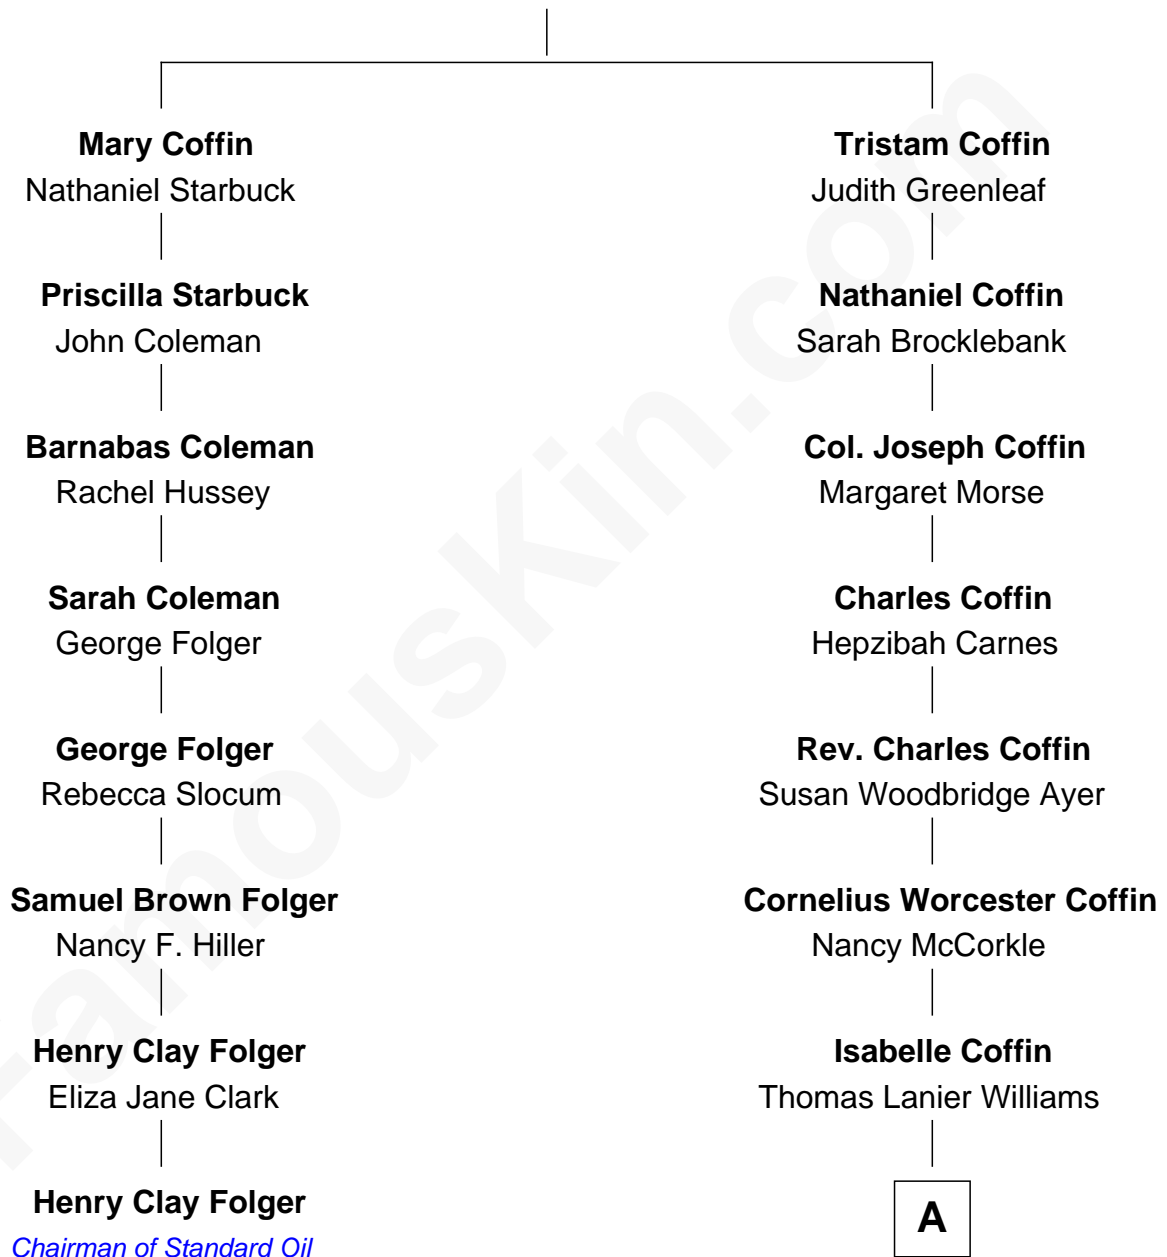 Mary Coffin
Nathaniel Starbuck
Priscilla Starbuck
John Coleman
Barnabas Coleman
Rachel Hussey
Sarah Coleman
George Folger
George Folger
Rebecca Slocum
Samuel Brown Folger
Nancy F. Hiller
Henry Clay Folger
Eliza Jane Clark
Henry Clay Folger
Chairman of Standard Oil
Tristam Coffin
Judith Greenleaf
Nathaniel Coffin
Sarah Brocklebank
Col. Joseph Coffin
Margaret Morse
Charles Coffin
Hepzibah Carnes
Rev. Charles Coffin
Susan Woodbridge Ayer
Cornelius Worcester Coffin
Nancy McCorkle
Isabelle Coffin
Thomas Lanier Williams
A
FamousKin.com